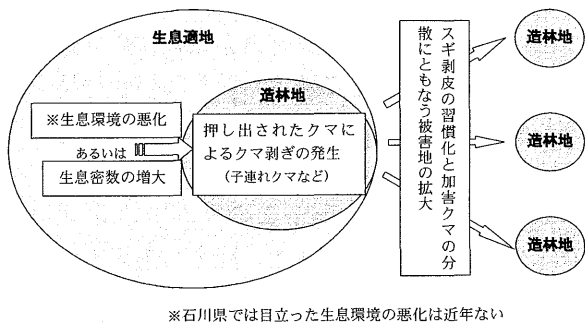 生息適地
造林地
※生息環境の悪化
あるいは
生息密数の増大
押し出されたクマに
よるクマ剥ぎの発生
(子連れクマなど)
スギ剥皮の習慣化と加害クマの分
散にともなう被害地の拡大
造林地
造林地
造林地
※石川県では目立った生息環境の悪化は近年ない